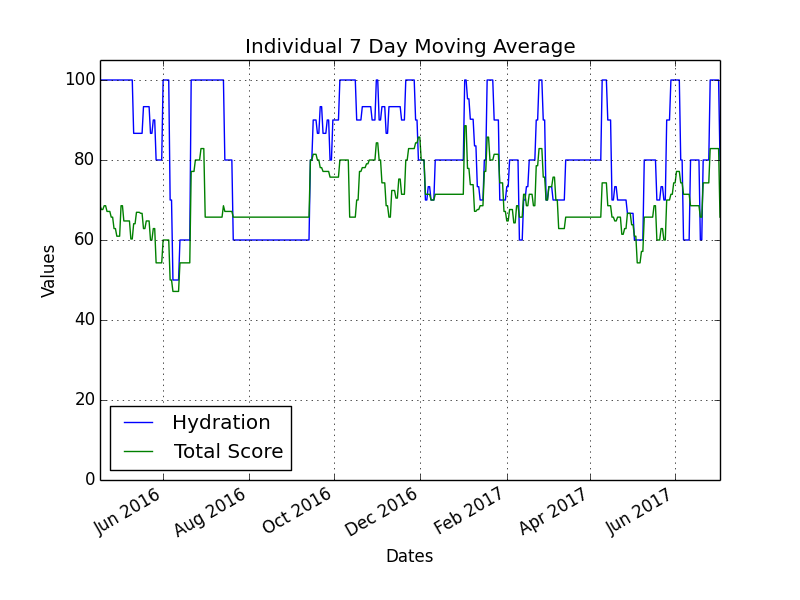 Individual 7 Day Moving Average
100
80
60
40
20
0
Values
Hydration
Total Score
Jun 2016
Aug 2016
Oct 2016
Dec 2016
Feb 2017
Apr 2017
Jun 2017
Dates